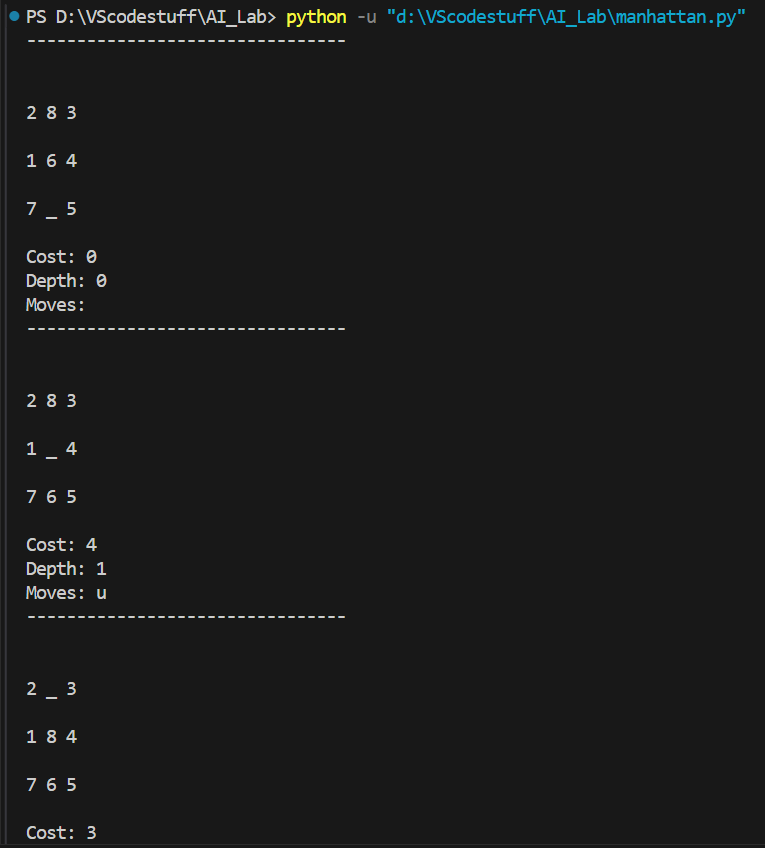 PS D:\VScodestuff\AI_Lab> python -u "d:\VScodestuff\AI_Lab\manhattan.py"
--------------------------------
2 8 3
1 6 4
7 _ 5
Cost: 0
Depth: 0
Moves:
--------------------------------
2 8 3
1 _ 4
7 6 5
Cost: 4
Depth: 1
Moves: u
--------------------------------
2 _ 3
1 8 4
7 6 5
Cost: 3